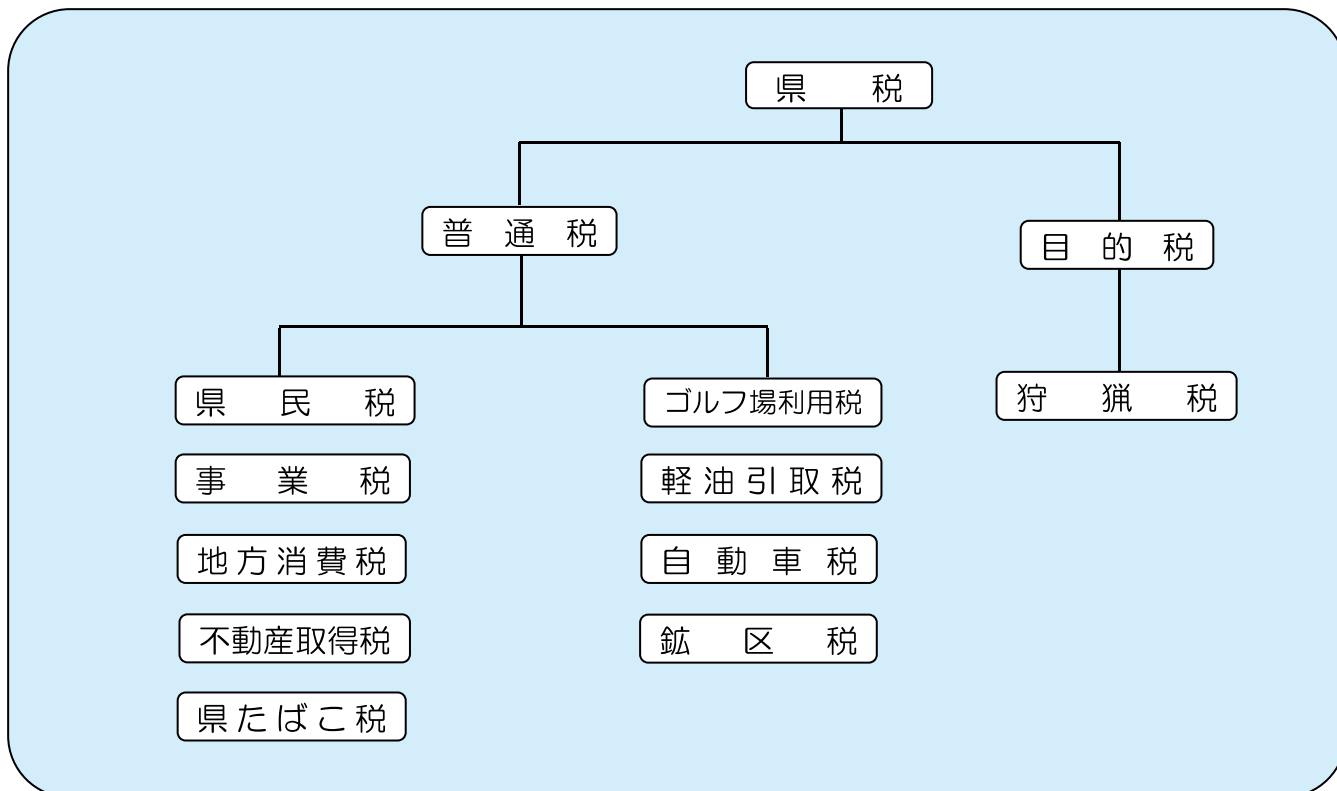 県税
普通税
目的税
県民税
事業税
地方消費税
不動産取得税
県たばこ税
ゴルフ場利用税
軽油引取税
自動車税
鉱区税
狩猟税